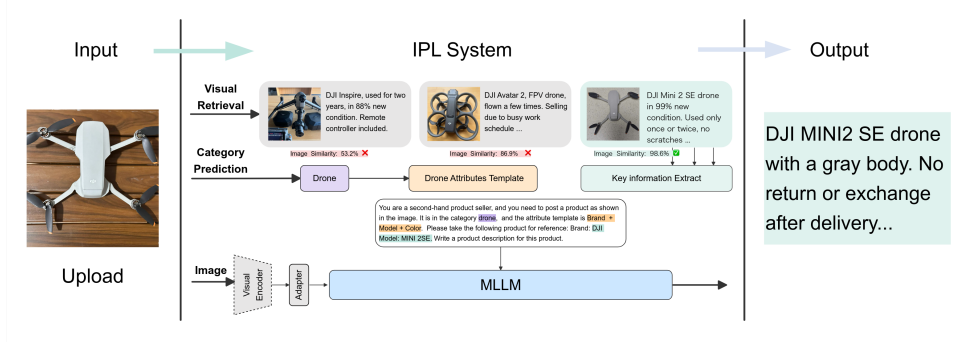 Input
IPL System
Output
Visual
Retrieval
DJI Inspire, used for two
years, in 88% new
condition. Remote
controller included.
DJI Avatar 2, FPV drone,
flown a few times. Selling
due to busy work
schedule ...
DJI Mini 2 SE drone
in 99% new
condition. Used only
once or twice, no
scratches ...
Image Similarity: 53.2%
Image Similarity: 86.9%
Image Similarity: 98.6%
Category
Prediction
Drone
Drone Attributes Template
Key information Extract
You are a second-hand product seller, and you need to post a product as shown
in the image. It is in the category drone, and the attribute template is Brand +
Model + Color. Please take the following product for reference: Brand: DJI
Model: MINI 2SE. Write a product description for this product.
Upload
Image
Visual
Encoder
Adapter
MLLM
DJI MINI2 SE drone
with a gray body. No
return or exchange
after delivery...